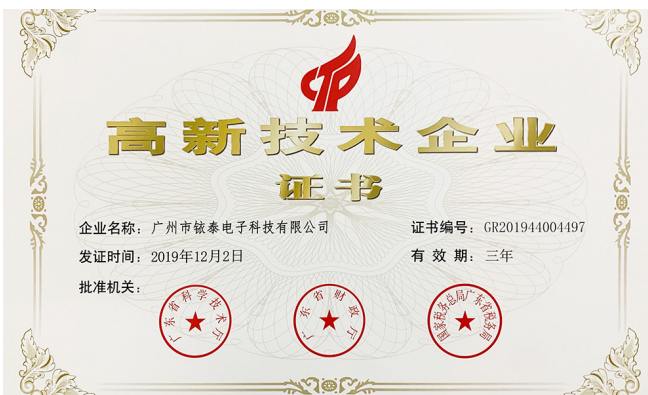 高新技术企业
证书
企业名称：广州市铱泰电子科技有限公司
证书编号：GR201944004497
发证时间：2019年12月2日
有效期：三年
批准机关：
广东省科学技术厅
广东省财政厅
国家税务总局广东省税务局